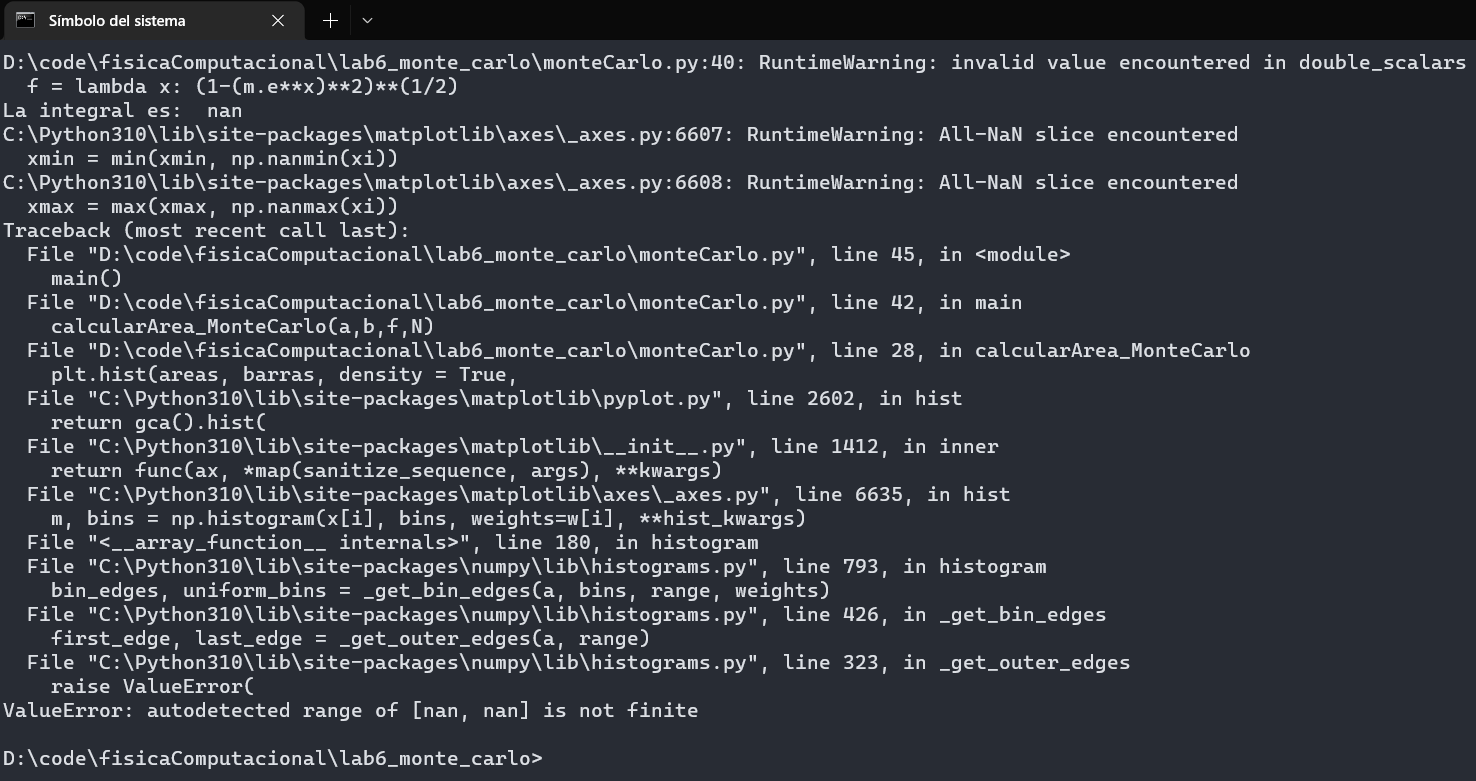 Símbolo del sistema
D:\code\fisicaComputacional\lab6_monte_carlo\monteCarlo.py:40: RuntimeWarning: invalid value encountered in double_scalars
  f = lambda x: (1-(m.e**x)**2)**(1/2)
La integral es:  nan
C:\Python310\lib\site-packages\matplotlib\axes\_axes.py:6607: RuntimeWarning: All-NaN slice encountered
  xmin = min(xmin, np.nanmin(xi))
C:\Python310\lib\site-packages\matplotlib\axes\_axes.py:6608: RuntimeWarning: All-NaN slice encountered
  xmax = max(xmax, np.nanmax(xi))
Traceback (most recent call last):
  File "D:\code\fisicaComputacional\lab6_monte_carlo\monteCarlo.py", line 45, in <module>
    main()
  File "D:\code\fisicaComputacional\lab6_monte_carlo\monteCarlo.py", line 42, in main
    calcularArea_MonteCarlo(a,b,f,N)
  File "D:\code\fisicaComputacional\lab6_monte_carlo\monteCarlo.py", line 28, in calcularArea_MonteCarlo
    plt.hist(areas, barras, density = True,
  File "C:\Python310\lib\site-packages\matplotlib\pyplot.py", line 2602, in hist
    return gca().hist(
  File "C:\Python310\lib\site-packages\matplotlib\__init__.py", line 1412, in inner
    return func(ax, *map(sanitize_sequence, args), **kwargs)
  File "C:\Python310\lib\site-packages\matplotlib\axes\_axes.py", line 6635, in hist
    m, bins = np.histogram(x[i], bins, weights=w[i], **hist_kwargs)
  File "<__array_function__ internals>", line 180, in histogram
  File "C:\Python310\lib\site-packages\numpy\lib\histograms.py", line 793, in histogram
    bin_edges, uniform_bins = _get_bin_edges(a, bins, range, weights)
  File "C:\Python310\lib\site-packages\numpy\lib\histograms.py", line 426, in _get_bin_edges
    first_edge, last_edge = _get_outer_edges(a, range)
  File "C:\Python310\lib\site-packages\numpy\lib\histograms.py", line 323, in _get_outer_edges
    raise ValueError(
ValueError: autodetected range of [nan, nan] is not finite
D:\code\fisicaComputacional\lab6_monte_carlo>